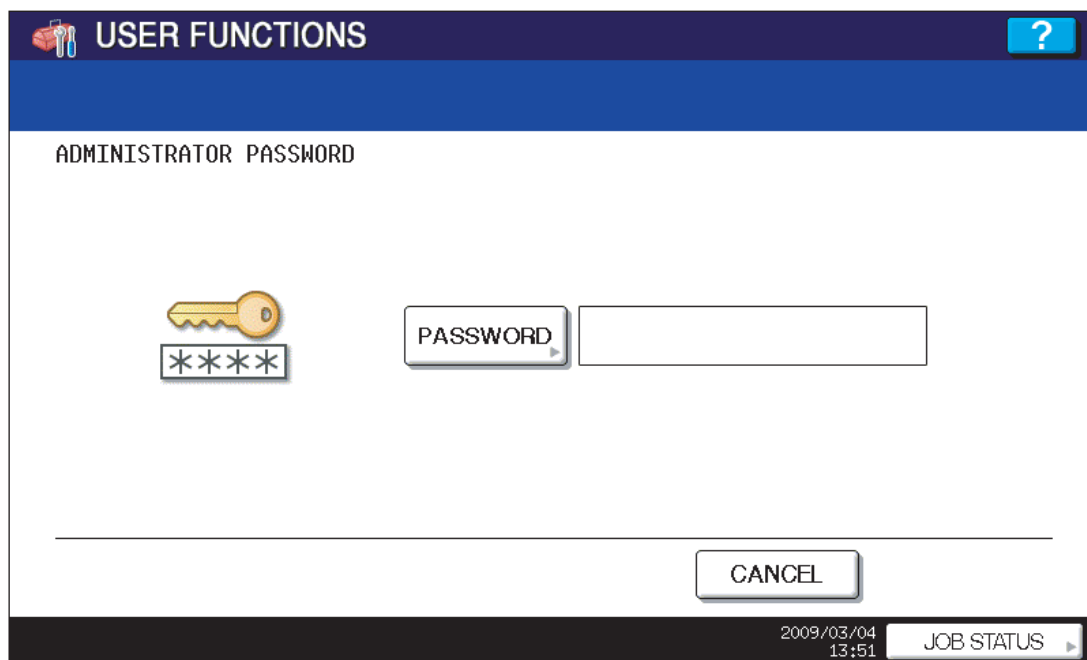 USER FUNCTIONS
?
ADMINISTRATOR PASSWORD
PASSWORD
****
CANCEL
2009/03/04
13:51
JOB STATUS